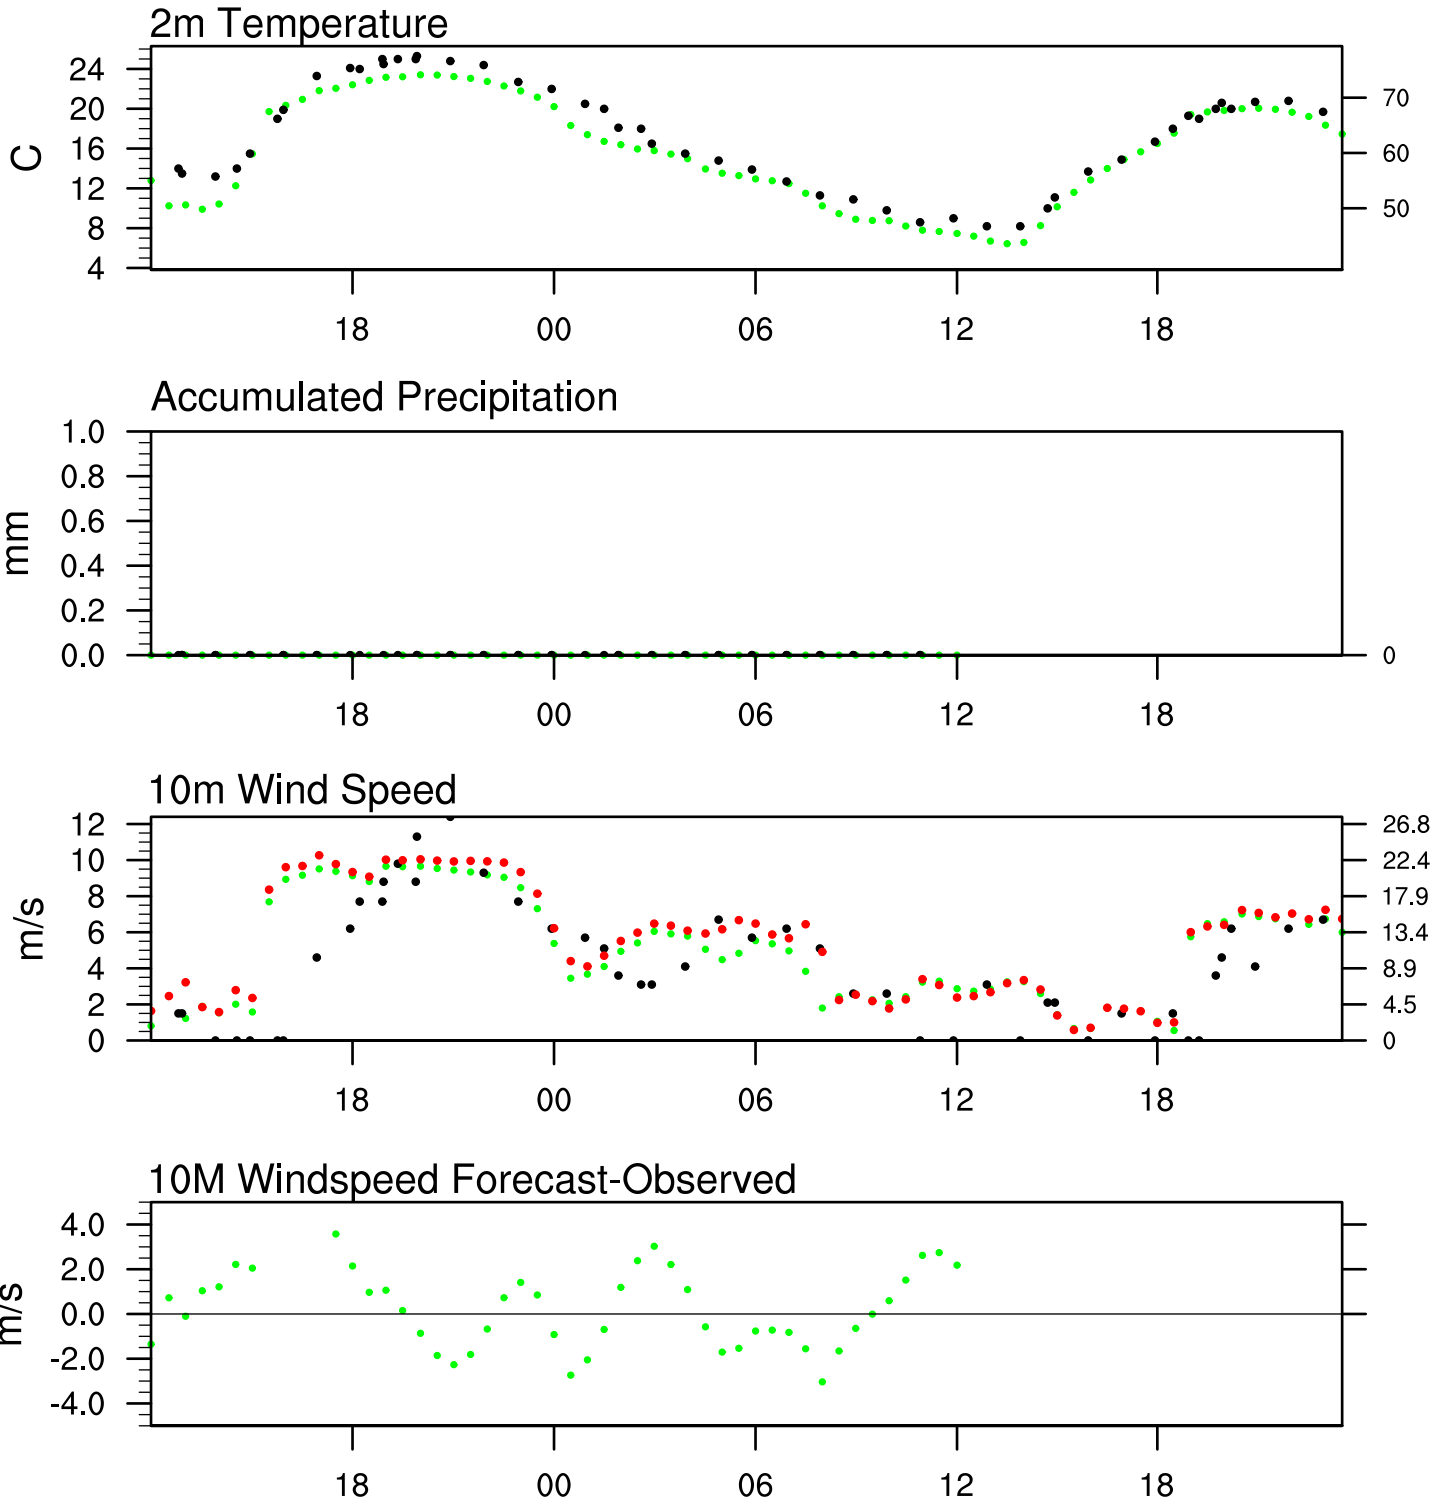 2m Temperature
24
20
16
12
8
4
C
70
60
50
18 00 06 12 18
Accumulated Precipitation
1.0
0.8
0.6
0.4
0.2
0.0
mm
0
18 00 06 12 18
10m Wind Speed
12
10
8
6
4
2
0
m/s
26.8
22.4
17.9
13.4
8.9
4.5
0
18 00 06 12 18
10M Windspeed Forecast-Observed
4.0
2.0
0.0
-2.0
-4.0
m/s
18 00 06 12 18